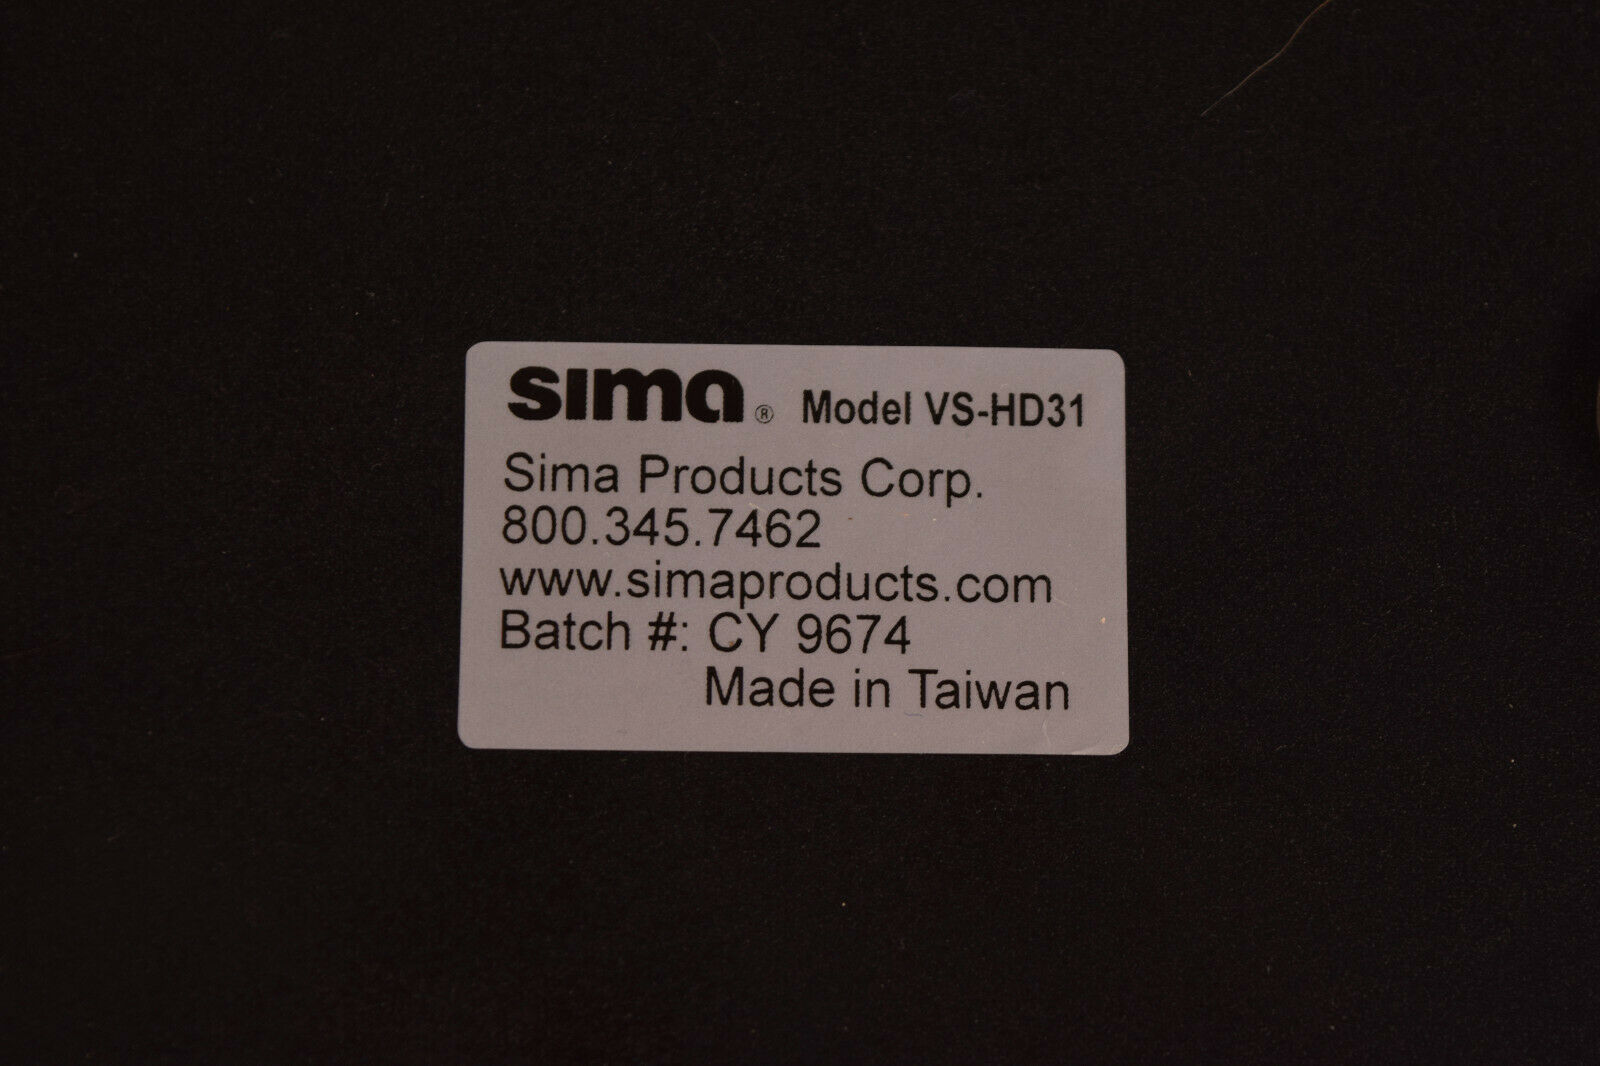 sima® Model VS-HD31
Sima Products Corp.
800.345.7462
www.simaproducts.com
Batch #: CY 9674
Made in Taiwan